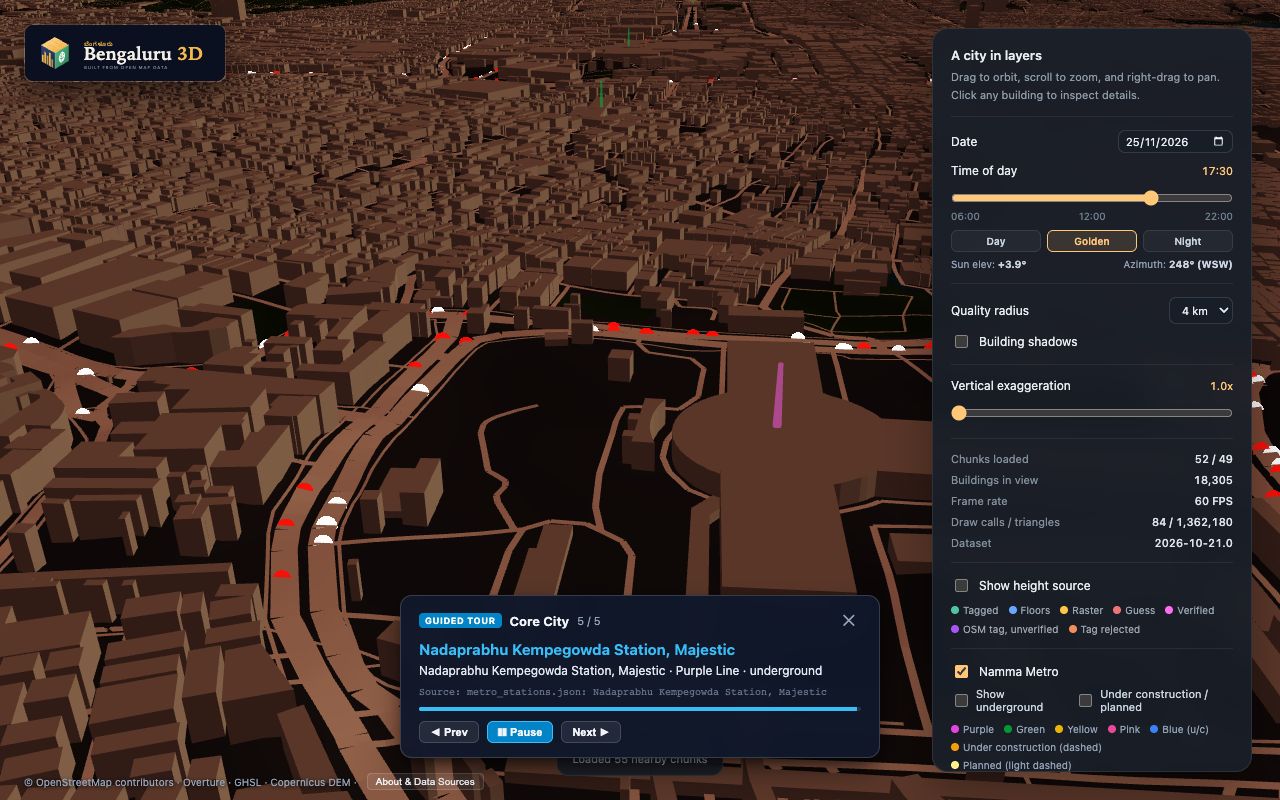 Bengaluru 3D
BUILT FROM OPEN MAP DATA
A city in layers
Drag to orbit, scroll to zoom, and right-drag to pan.
Click any building to inspect details.
Date 25/11/2026
Time of day 17:30
06:00 12:00 22:00
Day Golden Night
Sun elev: +3.9° Azimuth: 248° (WSW)
Quality radius 4 km
Building shadows
Vertical exaggeration 1.0x
Chunks loaded 52 / 49
Buildings in view 18,305
Frame rate 60 FPS
Draw calls / triangles 84 / 1,362,180
Dataset 2026-10-21.0
Show height source
Tagged Floors Raster Guess Verified
OSM tag, unverified Tag rejected
Namma Metro
Show underground
Under construction / planned
Purple Green Yellow Pink Blue (u/c)
Under construction (dashed)
Planned (light dashed)
GUIDED TOUR Core City 5 / 5
Nadaprabhu Kempegowda Station, Majestic
Nadaprabhu Kempegowda Station, Majestic · Purple Line · underground
Source: metro_stations.json: Nadaprabhu Kempegowda Station, Majestic
Prev Pause Next
Loaded 55 nearby chunks
© OpenStreetMap contributors · Overture · GHSL · Copernicus DEM · About & Data Sources